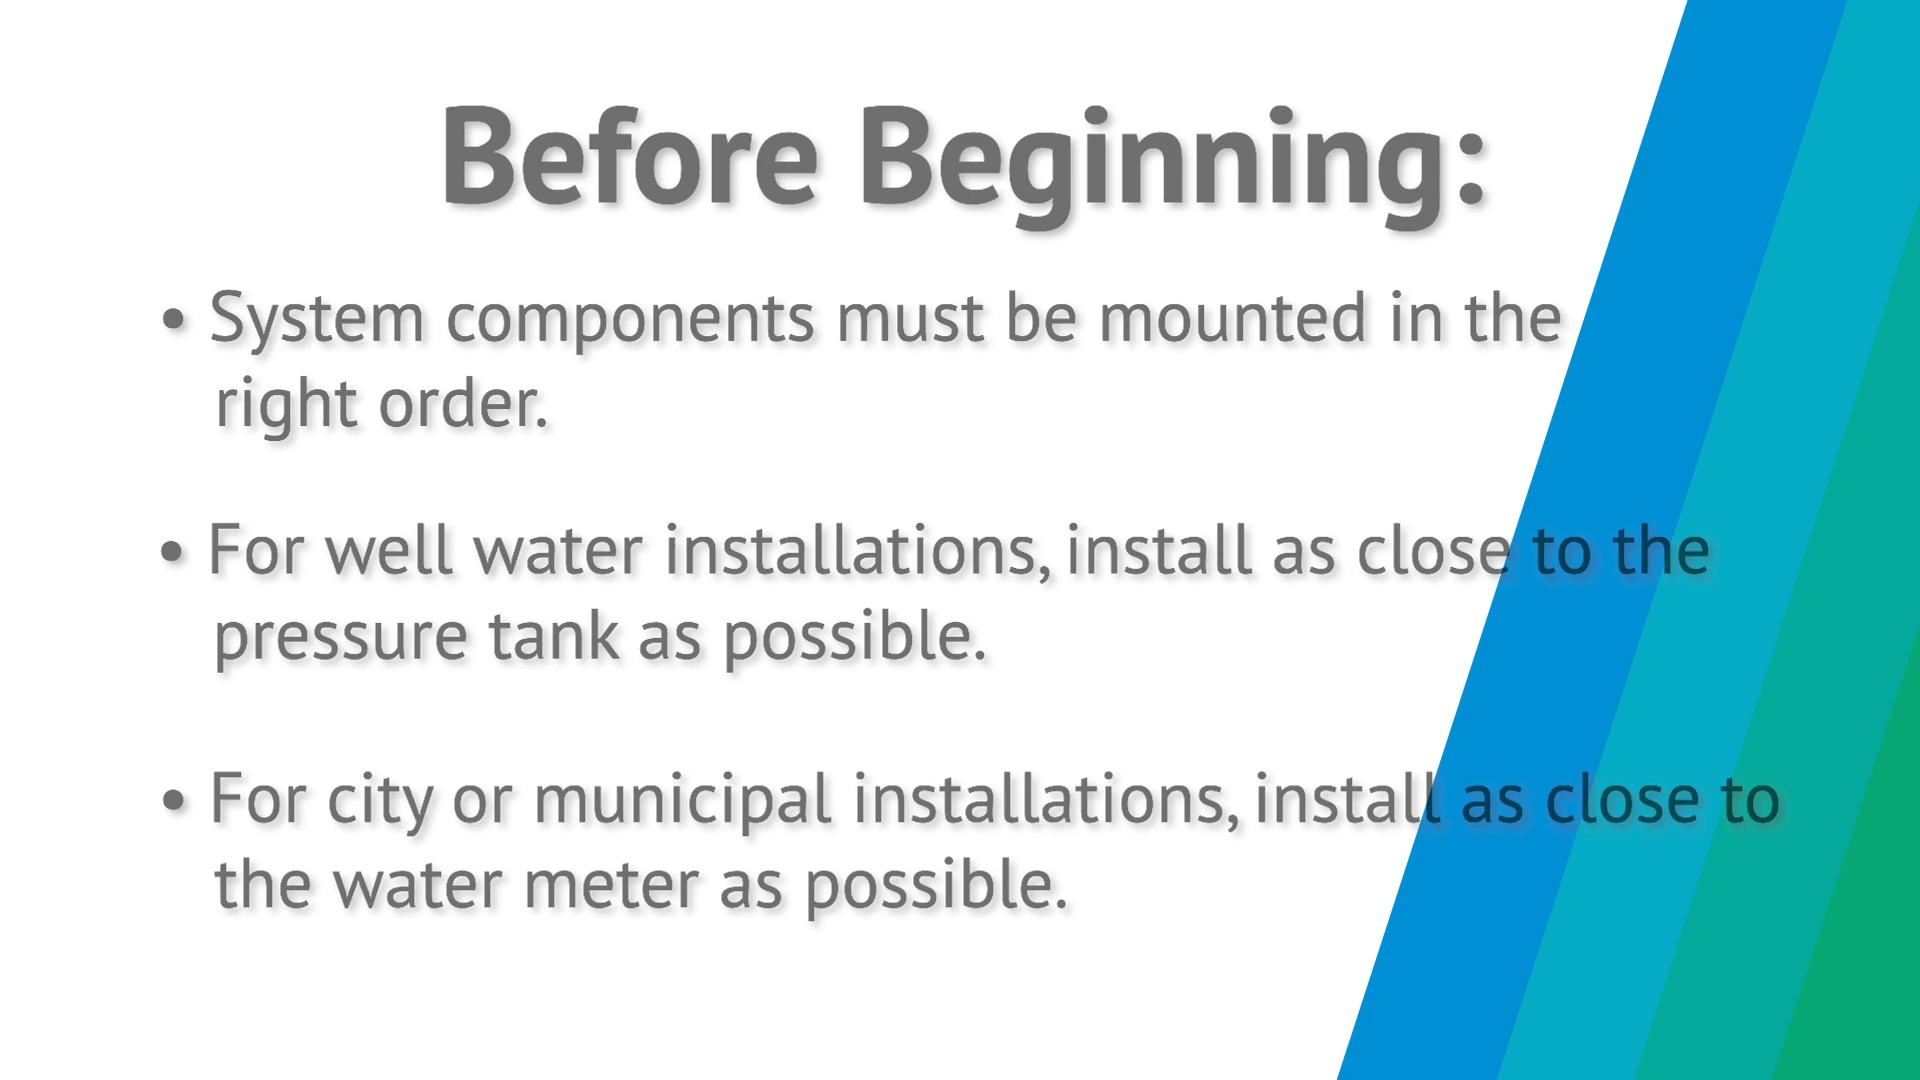 Before Beginning:
• System components must be mounted in the
right order.
• For well water installations, install as close to the
pressure tank as possible.
• For city or municipal installations, install as close to
the water meter as possible.